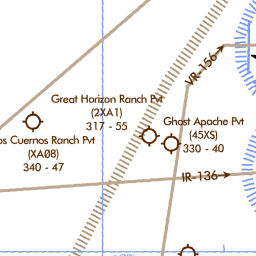 VR-156
Great Horizon Ranch Pvt
(2XA1)
317 - 55
Ghost Apache Pvt
(45XS)
330 - 40
os Cuernos Ranch Pvt
(XA08)
340 - 47
IR-136